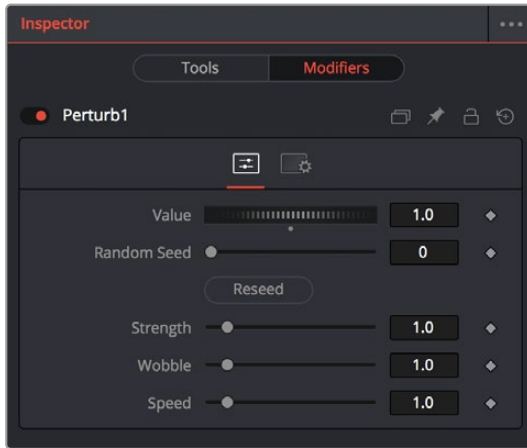 Inspector
Tools Modifiers
Perturb1
Value 1.0
Random Seed 0
Reseed
Strength 1.0
Wobble 1.0
Speed 1.0